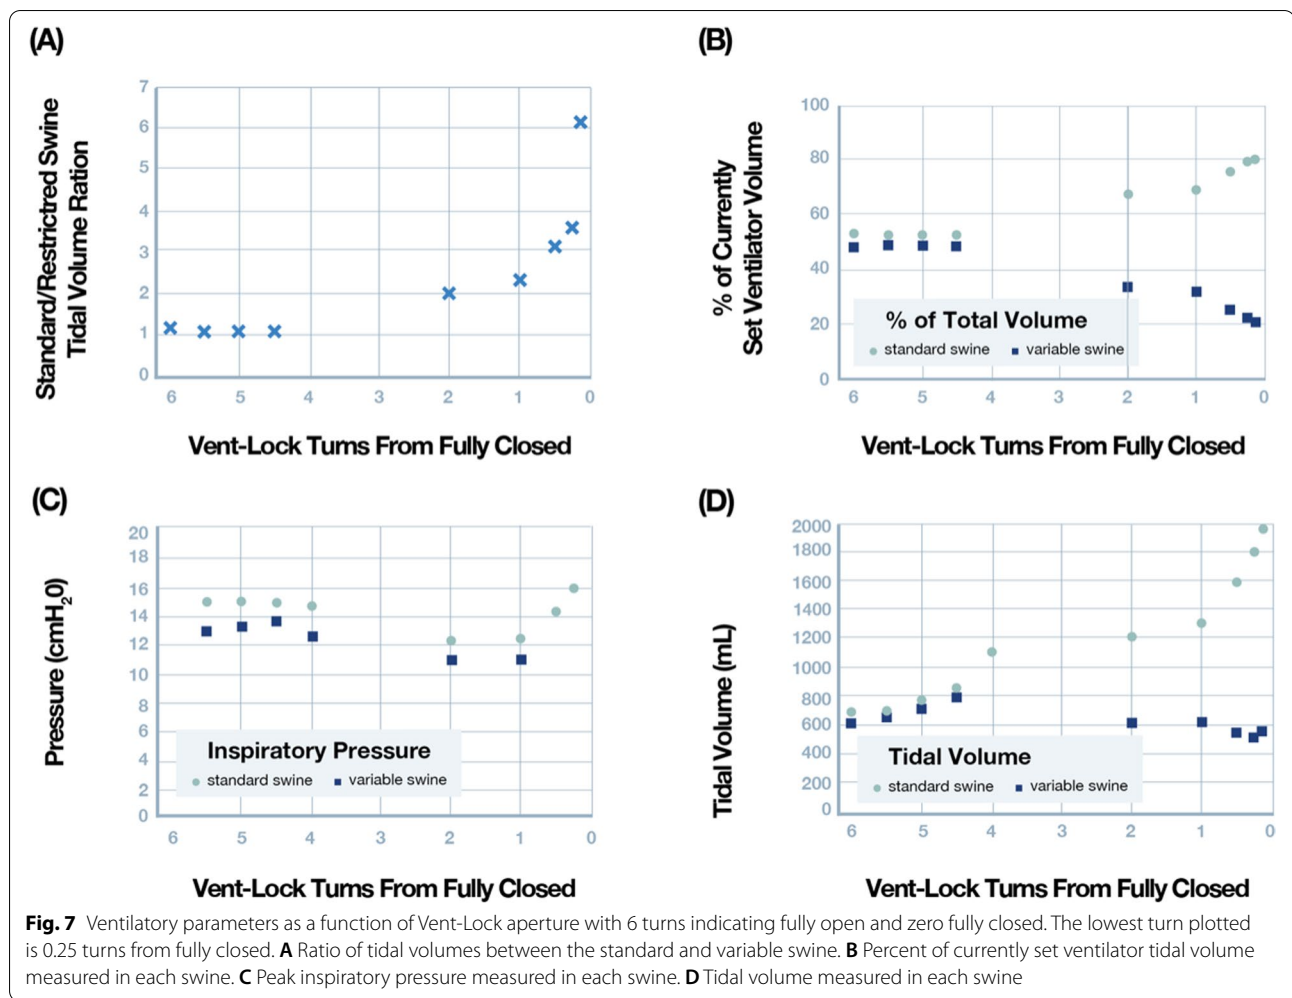 (A)
Standard/Restrictred Swine
Tidal Volume Ration
7
6
5
4
3
2
1
0
6 5 4 3 2 1 0
Vent-Lock Turns From Fully Closed
(B)
% of Currently
Set Ventilator Volume
100
80
60
40
20
0
% of Total Volume
standard swine variable swine
6 5 4 3 2 1 0
Vent-Lock Turns From Fully Closed
(C)
Pressure (cmH₂0)
20
18
16
14
12
10
8
6
4
2
0
Inspiratory Pressure
standard swine variable swine
6 5 4 3 2 1 0
Vent-Lock Turns From Fully Closed
(D)
Tidal Volume (mL)
2000
1800
1600
1400
1200
1000
800
600
400
200
0
Tidal Volume
standard swine variable swine
6 5 4 3 2 1 0
Vent-Lock Turns From Fully Closed
Fig. 7 Ventilatory parameters as a function of Vent-Lock aperture with 6 turns indicating fully open and zero fully closed. The lowest turn plotted
is 0.25 turns from fully closed. A Ratio of tidal volumes between the standard and variable swine. B Percent of currently set ventilator tidal volume
measured in each swine. C Peak inspiratory pressure measured in each swine. D Tidal volume measured in each swine